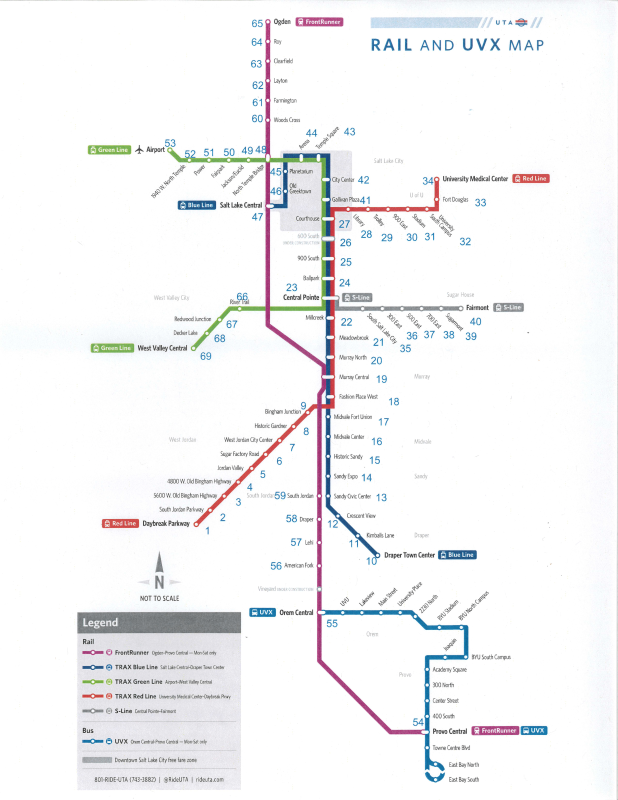 UTA
RAIL AND UVX MAP
65 Ogden FrontRunner
64 Roy
63 Clearfield
62 Layton
61 Farmington
60 Woods Cross
44 43
Arena
Temple Square
53
Green Line Airport
52 51 50 49 48
1940 W. North Temple
Power
Fairpark
Jackson/Euclid
North Temple Bridge
Salt Lake City
45 Planetarium
46 Old Greektown
City Center 42
Gallivan Plaza 41
34 University Medical Center Red Line
Fort Douglas 33
U of U
Blue Line Salt Lake Central
47
Courthouse
27
Library
Trolley
900 East
Stadium
University South Campus
28 29 30 31 32
600 South
UNDER CONSTRUCTION
26
900 South 25
Ballpark 24
23
Central Pointe S-Line
Sugar House
Fairmont S-Line
West Valley City
66
River Trail
Redwood Junction 67
Decker Lake 68
Green Line West Valley Central
69
Millcreek 22
South Salt Lake City
300 East
500 East
700 East
Sugarmont
40
36 37 38 39
35
Meadowbrook 21
Murray North 20
Murray Central 19 Murray
Fashion Place West 18
9
Bingham Junction
8
Historic Gardner
7
West Jordan City Center
6
Sugar Factory Road
5
Jordan Valley
4
4800 W. Old Bingham Highway
3
5600 W. Old Bingham Highway
2
South Jordan Parkway
Red Line Daybreak Parkway
1
West Jordan
South Jordan
Midvale Fort Union 17
Midvale Center 16 Midvale
Historic Sandy 15
Sandy Expo 14 Sandy
59 South Jordan
Sandy Civic Center 13
58 Draper
12 Crescent View
57 Lehi
11 Kimballs Lane
Draper
10 Draper Town Center Blue Line
56 American Fork
Vineyard UNDER CONSTRUCTION
N
NOT TO SCALE
UVX Orem Central
55
UVU
Lakeview
Main Street
University Place
2230 North
BYU Stadium
BYU North Campus
Orem
Joaquin
BYU South Campus
Provo
Academy Square
300 North
Center Street
400 South
54
Provo Central FrontRunner UVX
Towne Centre Blvd
East Bay North
East Bay South
Legend
Rail
FrontRunner Ogden-Provo Central — Mon-Sat only
TRAX Blue Line Salt Lake Central-Draper Town Center
TRAX Green Line Airport-West Valley Central
TRAX Red Line University Medical Center-Daybreak Pkwy
S-Line Central Pointe-Fairmont
Bus
UVX Orem Central-Provo Central — Mon-Sat only
Downtown Salt Lake City free fare zone
801-RIDE-UTA (743-3882) | @RideUTA | rideuta.com